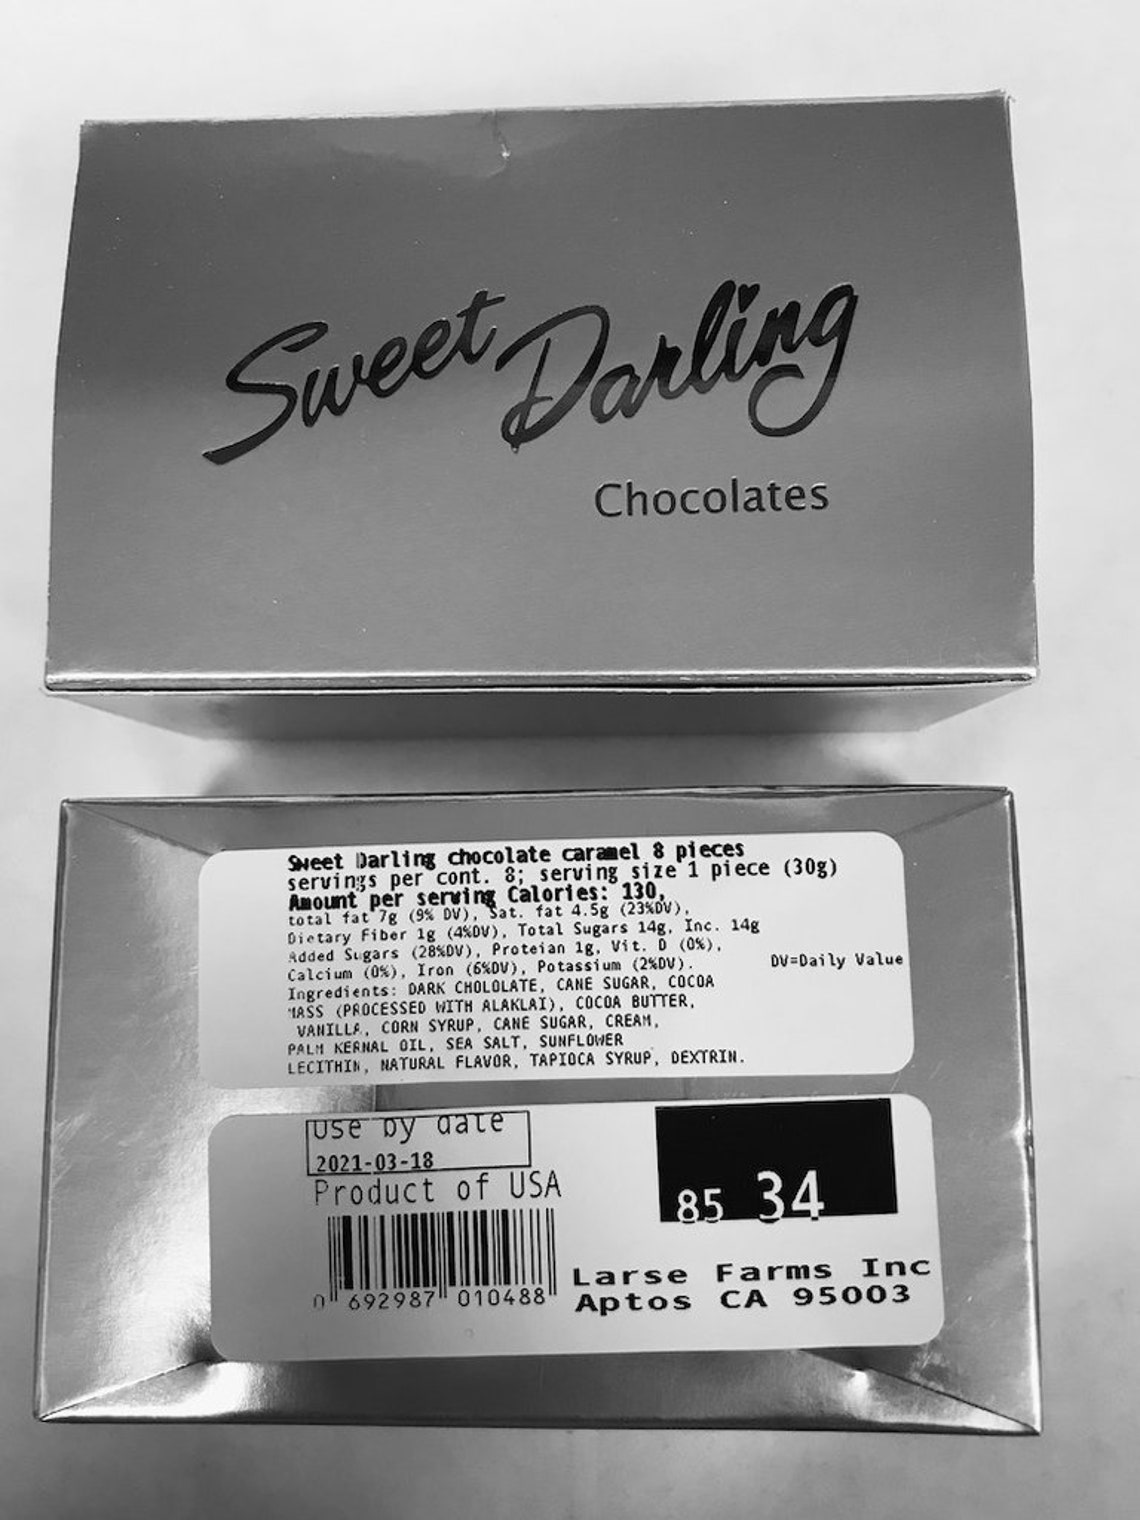 Sweet Darling
Chocolates
Sweet Darling chocolate caramel 8 pieces
servings per cont. 8; serving size 1 piece (30g)
Amount per serving Calories: 130,
total fat 7g (9% DV), Sat. fat 4.5g (23%DV),
Dietary Fiber 1g (4%DV), Total Sugars 14g, Inc. 14g
Added Sugars (28%DV), Proteian 1g, Vit. D (0%),
Calcium (0%), Iron (6%DV), Potassium (2%DV). DV=Daily Value
Ingredients: DARK CHOLOLATE, CANE SUGAR, COCOA
MASS (PROCESSED WITH ALAKLAI), COCOA BUTTER,
VANILLA, CORN SYRUP, CANE SUGAR, CREAM,
PALM KERNAL OIL, SEA SALT, SUNFLOWER
LECITHIN, NATURAL FLAVOR, TAPIOCA SYRUP, DEXTRIN.
Use by date
2021-03-18
Product of USA
85 34
0 692987 010488
Larse Farms Inc
Aptos CA 95003